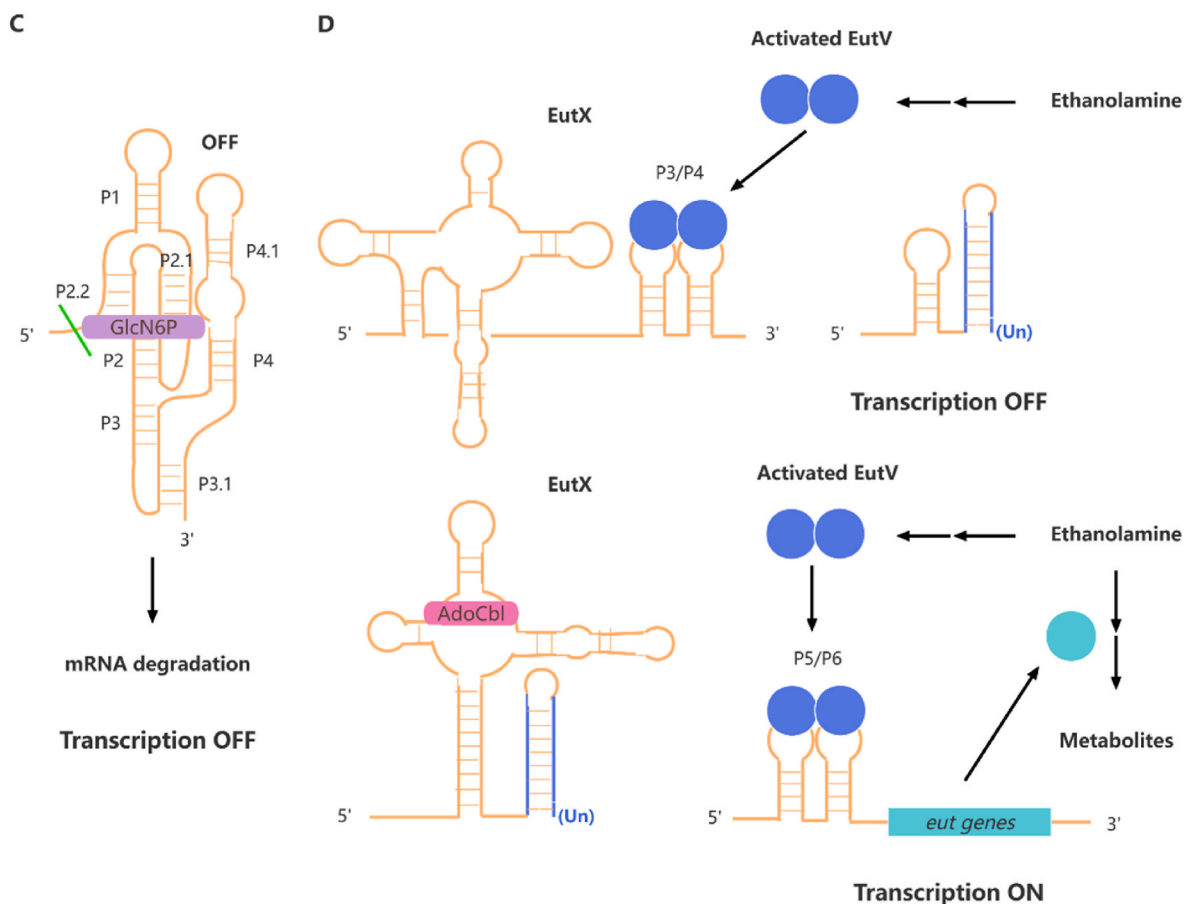 C
OFF
P1
P4.1
P2.1
P2.2
5'
GlcN6P
P2
P4
P3
P3.1
3'
mRNA degradation
Transcription OFF
D
Activated EutV
Ethanolamine
EutX
P3/P4
5'
3'
5'
(Un)
Transcription OFF
EutX
AdoCbl
5'
(Un)
Activated EutV
Ethanolamine
P5/P6
Metabolites
5'
eut genes
3'
Transcription ON